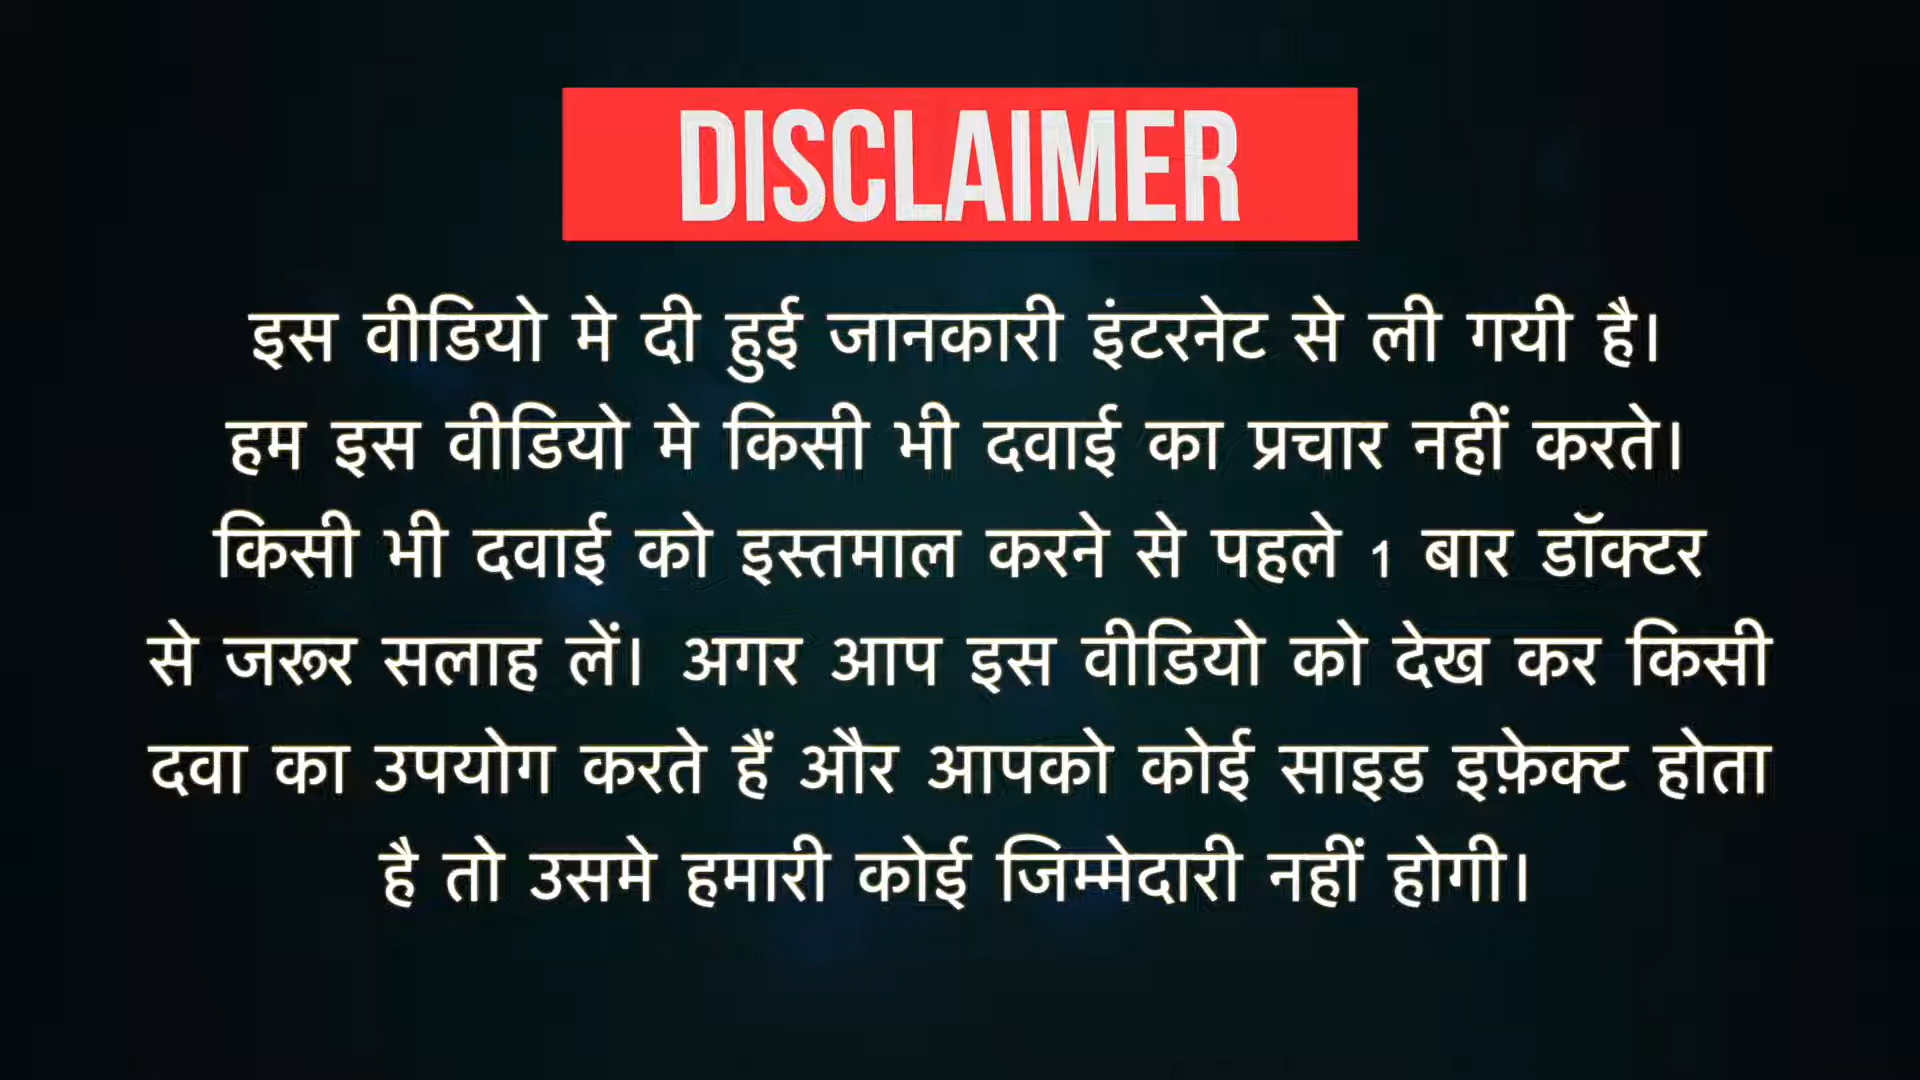 DISCLAIMER
इस वीडियो मे दी हुई जानकारी इंटरनेट से ली गयी है।
हम इस वीडियो मे किसी भी दवाई का प्रचार नहीं करते।
किसी भी दवाई को इस्तमाल करने से पहले 1 बार डॉक्टर
से जरूर सलाह लें। अगर आप इस वीडियो को देख कर किसी
दवा का उपयोग करते हैं और आपको कोई साइड इफ़ेक्ट होता
है तो उसमे हमारी कोई जिम्मेदारी नहीं होगी।